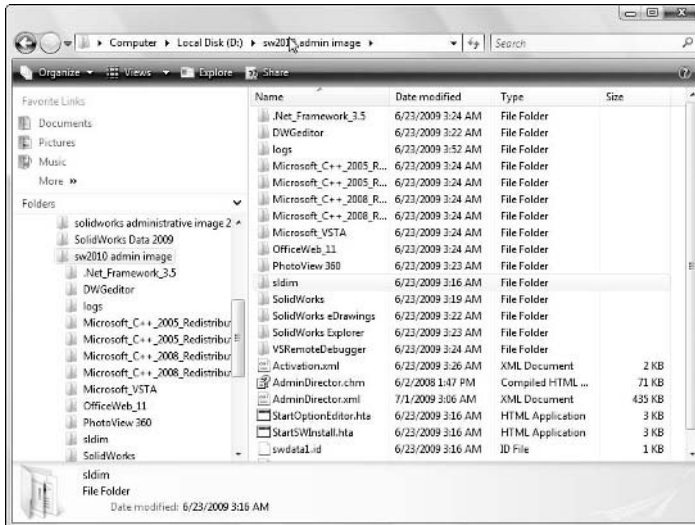 Computer ▸ Local Disk (D:) ▸ sw2010 admin image ▸
Search
Organize Views Explore Share
Favorite Links
Documents
Pictures
Music
More »
Folders
solidworks administrative image 2
SolidWorks Data 2009
sw2010 admin image
.Net_Framework_3.5
DWGeditor
logs
Microsoft_C++_2005_Redistribu
Microsoft_C++_2005_Redistribu
Microsoft_C++_2008_Redistribu
Microsoft_C++_2008_Redistribu
Microsoft_VSTA
OfficeWeb_11
PhotoView 360
sldim
SolidWorks
Name Date modified Type Size
.Net_Framework_3.5 6/23/2009 3:24 AM File Folder
DWGeditor 6/23/2009 3:22 AM File Folder
logs 6/23/2009 3:52 AM File Folder
Microsoft_C++_2005_R... 6/23/2009 3:24 AM File Folder
Microsoft_C++_2005_R... 6/23/2009 3:24 AM File Folder
Microsoft_C++_2008_R... 6/23/2009 3:24 AM File Folder
Microsoft_C++_2008_R... 6/23/2009 3:24 AM File Folder
Microsoft_VSTA 6/23/2009 3:24 AM File Folder
OfficeWeb_11 6/23/2009 3:24 AM File Folder
PhotoView 360 6/23/2009 3:23 AM File Folder
sldim 6/23/2009 3:16 AM File Folder
SolidWorks 6/23/2009 3:19 AM File Folder
SolidWorks eDrawings 6/23/2009 3:22 AM File Folder
SolidWorks Explorer 6/23/2009 3:23 AM File Folder
VSRemoteDebugger 6/23/2009 3:24 AM File Folder
Activation.xml 6/23/2009 3:26 AM XML Document 2 KB
AdminDirector.chm 6/2/2008 1:47 PM Compiled HTML ... 71 KB
AdminDirector.xml 7/1/2009 3:06 AM XML Document 435 KB
StartOptionEditor.hta 6/23/2009 3:16 AM HTML Application 3 KB
StartSWInstall.hta 6/23/2009 3:16 AM HTML Application 3 KB
swdata1.id 6/23/2009 3:16 AM ID File 1 KB
sldim
File Folder
Date modified: 6/23/2009 3:16 AM